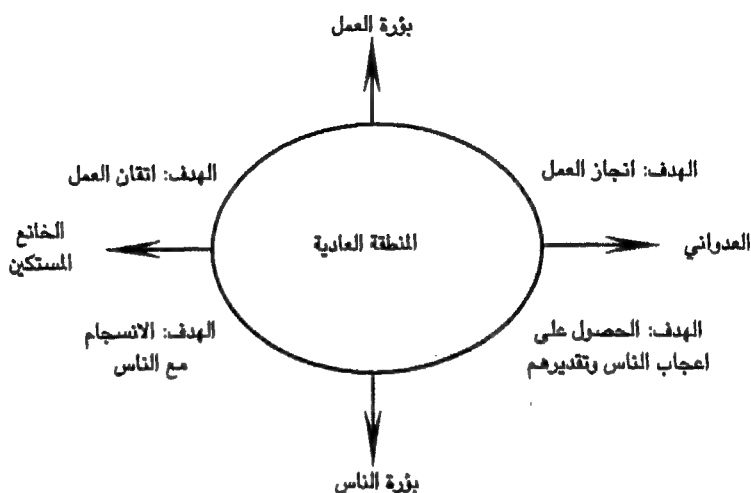 بؤرة العمل
الهدف: انجاز العمل
الهدف: اتقان العمل
العدواني
المنطقة العادية
الخانع
المستكين
الهدف: الحصول على
اعجاب الناس وتقديرهم
الهدف: الانسجام
مع الناس
بؤرة الناس